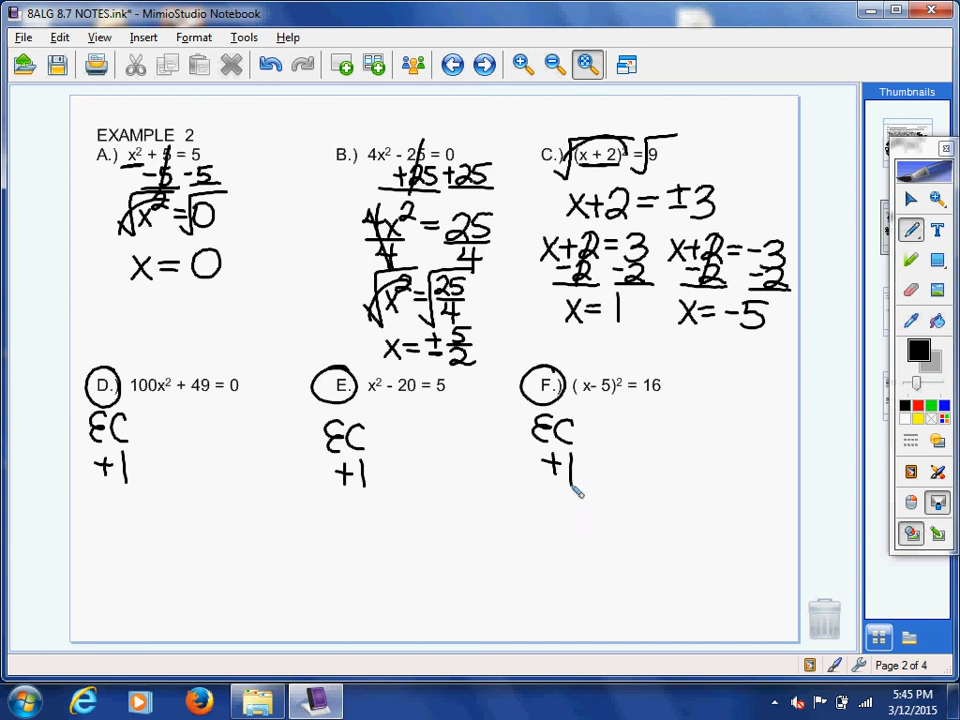 8ALG 8.7 NOTES.ink* - MimioStudio Notebook
File Edit View Insert Format Tools Help
Thumbnails
EXAMPLE 2
A.) x² + 5 = 5
-5 -5
√x² = √0
x = 0
B.) 4x² - 25 = 0
+25 +25
4x² = 25
4 4
√x² = √25/4
x = ± 5/2
C.) √(x + 2)² = √9
x+2 = ±3
x+2 = 3 x+2 = -3
-2 -2 -2 -2
x = 1 x = -5
D.) 100x² + 49 = 0
EC
+1
E. x² - 20 = 5
EC
+1
F.) ( x- 5)² = 16
EC
+1
T
Page 2 of 4
5:45 PM
3/12/2015